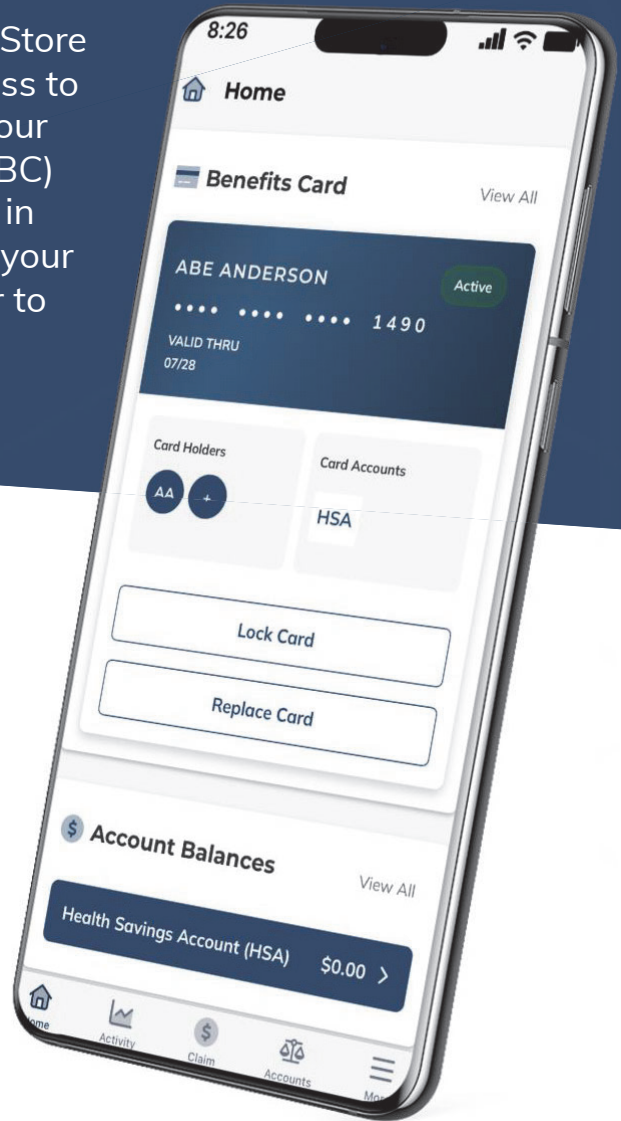 Store
ss to
our
BC)
in
your
r to
8:26
Home
Benefits Card
View All
ABE ANDERSON
Active
•••• •••• •••• 1490
VALID THRU
07/28
Card Holders
Card Accounts
AA
+
HSA
Lock Card
Replace Card
$
Account Balances
View All
Health Savings Account (HSA) $0.00 >
ome
Activity
$
Claim
Accounts
Mo